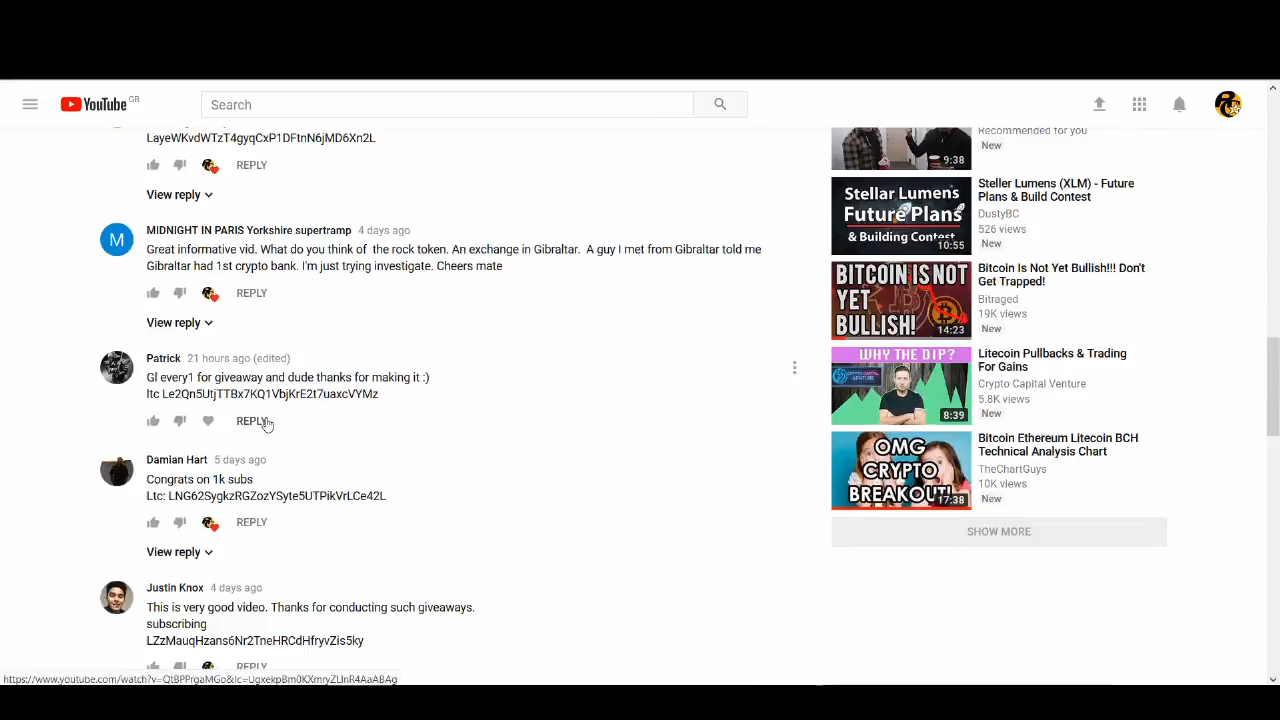 YouTube GB
Search
LayeWKvdWTzT4gyqCxP1DFtnN6jMD6Xn2L
REPLY
View reply
M
MIDNIGHT IN PARIS Yorkshire supertramp 4 days ago
Great informative vid. What do you think of the rock token. An exchange in Gibraltar. A guy I met from Gibraltar told me
Gibraltar had 1st crypto bank. I'm just trying investigate. Cheers mate
REPLY
View reply
Patrick 21 hours ago (edited)
Gl every1 for giveaway and dude thanks for making it :)
ltc Le2Qn5UtjTTBx7KQ1VbjKrE2t7uaxcVYMz
REPLY
Damian Hart 5 days ago
Congrats on 1k subs
Ltc: LNG62SygkzRGZozYSyte5UTPikVrLCe42L
REPLY
View reply
Justin Knox 4 days ago
This is very good video. Thanks for conducting such giveaways.
subscribing
LZzMauqHzans6Nr2TneHRCdHfryvZis5ky
REPLY
https://www.youtube.com/watch?v=QtBPPrgaMGo&lc=UgxekpBm0KXmryZLInR4AaABAg
Recommended for you
New
9:38
Stellar Lumens
Future Plans
& Building Contest
10:55
Steller Lumens (XLM) - Future
Plans & Build Contest
DustyBC
526 views
New
BITCOIN IS NOT
YET
BULLISH!
14:23
Bitcoin Is Not Yet Bullish!!! Don't
Get Trapped!
Bitraged
19K views
New
WHY THE DIP?
CRYPTO CAPITAL
VENTURE
8:39
Litecoin Pullbacks & Trading
For Gains
Crypto Capital Venture
5.8K views
New
OMG
CRYPTO
BREAKOUT!
17:38
Bitcoin Ethereum Litecoin BCH
Technical Analysis Chart
TheChartGuys
10K views
New
SHOW MORE